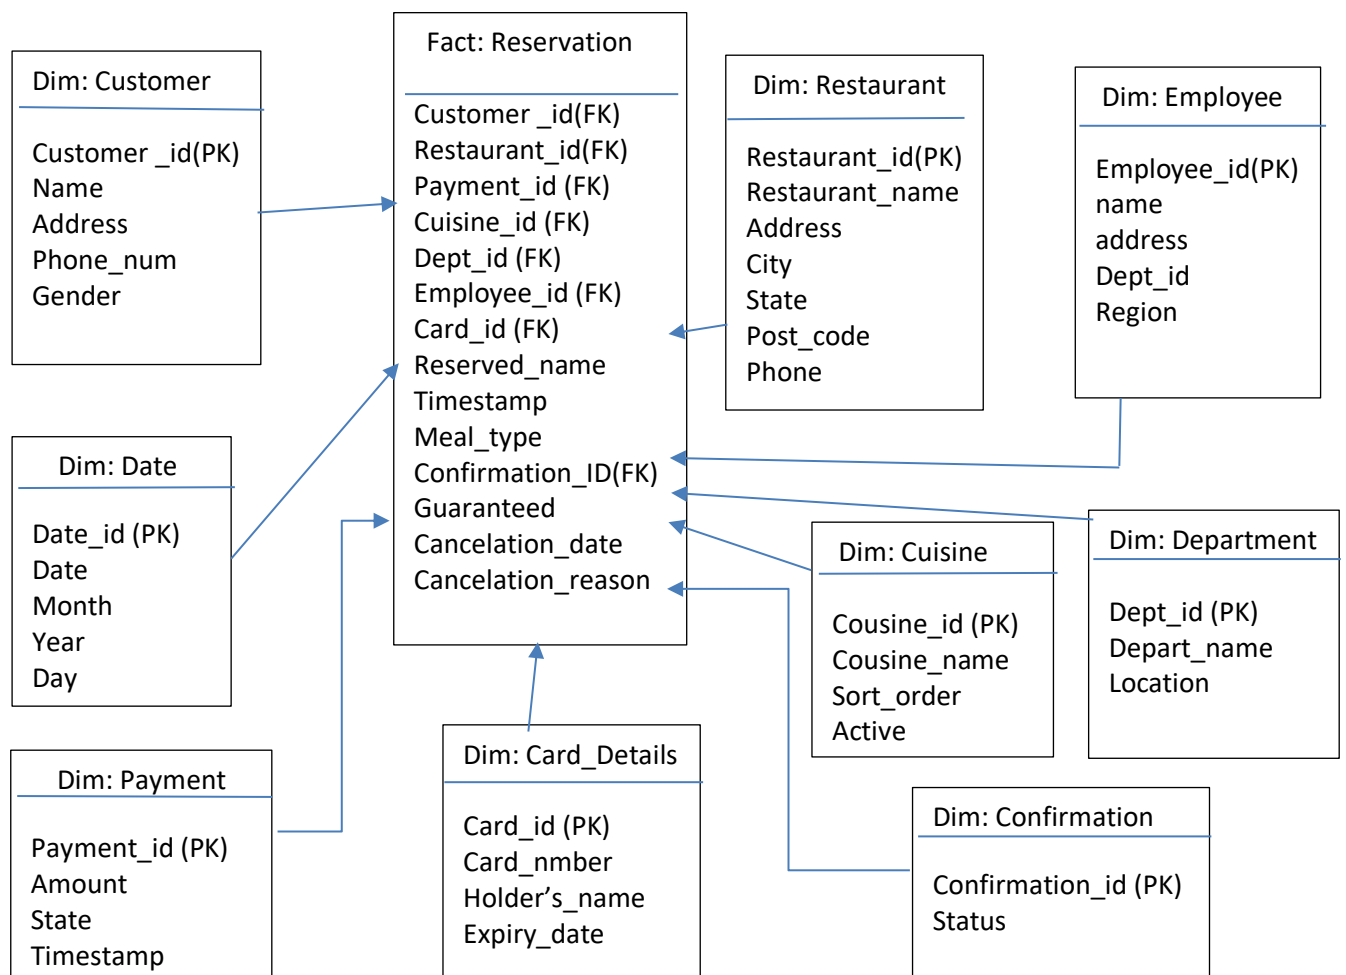 Fact: Reservation
Customer _id(FK)
Restaurant_id(FK)
Payment_id (FK)
Cuisine_id (FK)
Dept_id (FK)
Employee_id (FK)
Card_id (FK)
Reserved_name
Timestamp
Meal_type
Confirmation_ID(FK)
Guaranteed
Cancelation_date
Cancelation_reason
Dim: Customer
Customer _id(PK)
Name
Address
Phone_num
Gender
Dim: Restaurant
Restaurant_id(PK)
Restaurant_name
Address
City
State
Post_code
Phone
Dim: Employee
Employee_id(PK)
name
address
Dept_id
Region
Dim: Date
Date_id (PK)
Date
Month
Year
Day
Dim: Cuisine
Cousine_id (PK)
Cousine_name
Sort_order
Active
Dim: Department
Dept_id (PK)
Depart_name
Location
Dim: Payment
Payment_id (PK)
Amount
State
Timestamp
Dim: Card_Details
Card_id (PK)
Card_nmber
Holder’s_name
Expiry_date
Dim: Confirmation
Confirmation_id (PK)
Status